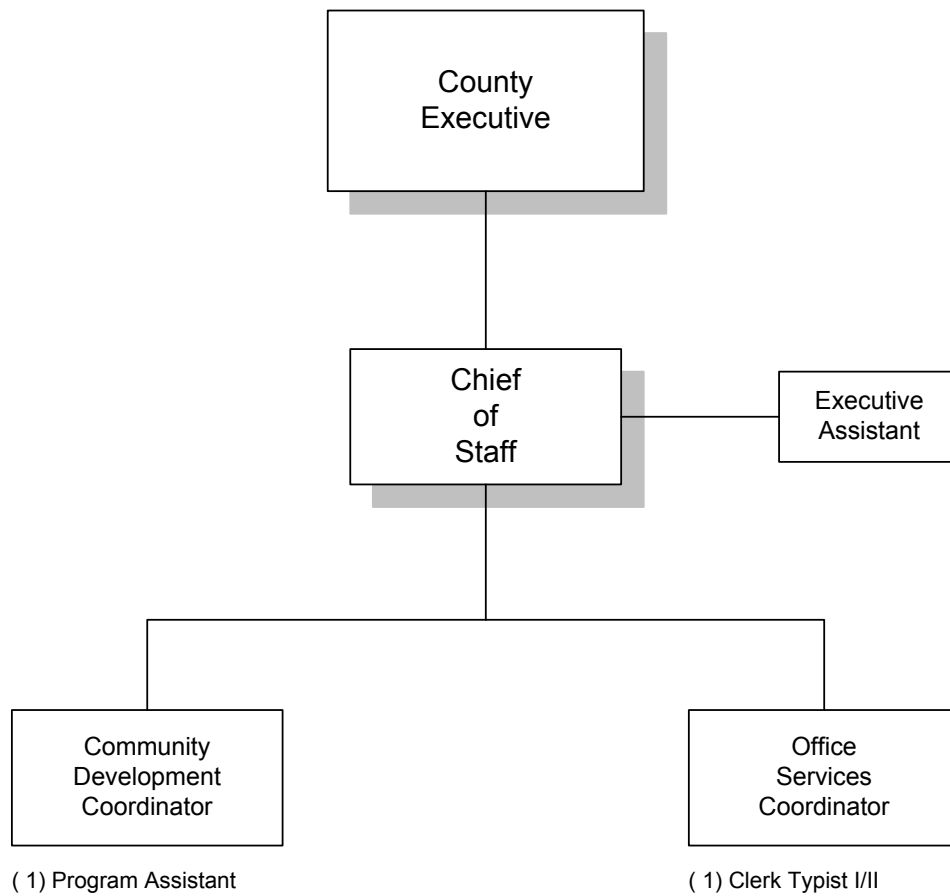 County
Executive
Chief
of
Staff
Executive
Assistant
Community
Development
Coordinator
Office
Services
Coordinator
( 1) Program Assistant
( 1) Clerk Typist I/II